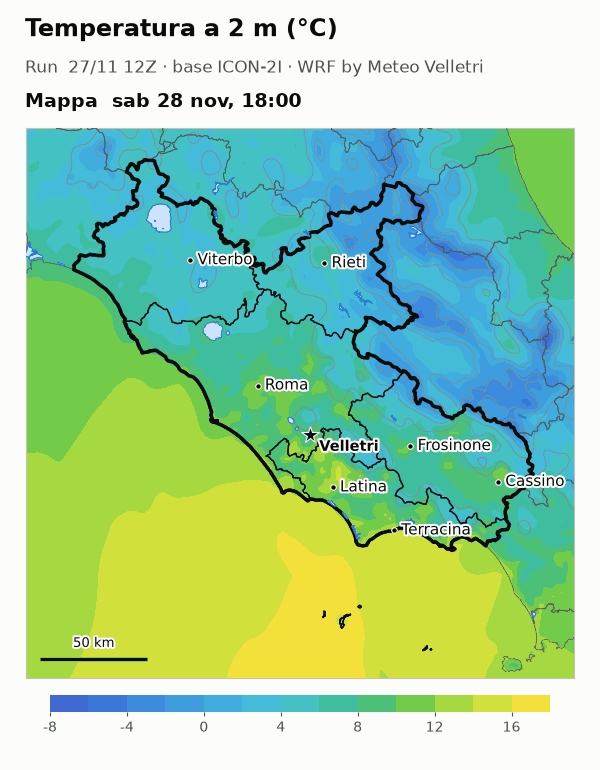 Temperatura a 2 m (°C)
Run  27/11 12Z · base ICON-2I · WRF by Meteo Velletri
Mappa  sab 28 nov, 18:00
Viterbo
Rieti
Roma
Velletri
Frosinone
Cassino
Latina
Terracina
50 km
-8 -4 0 4 8 12 16